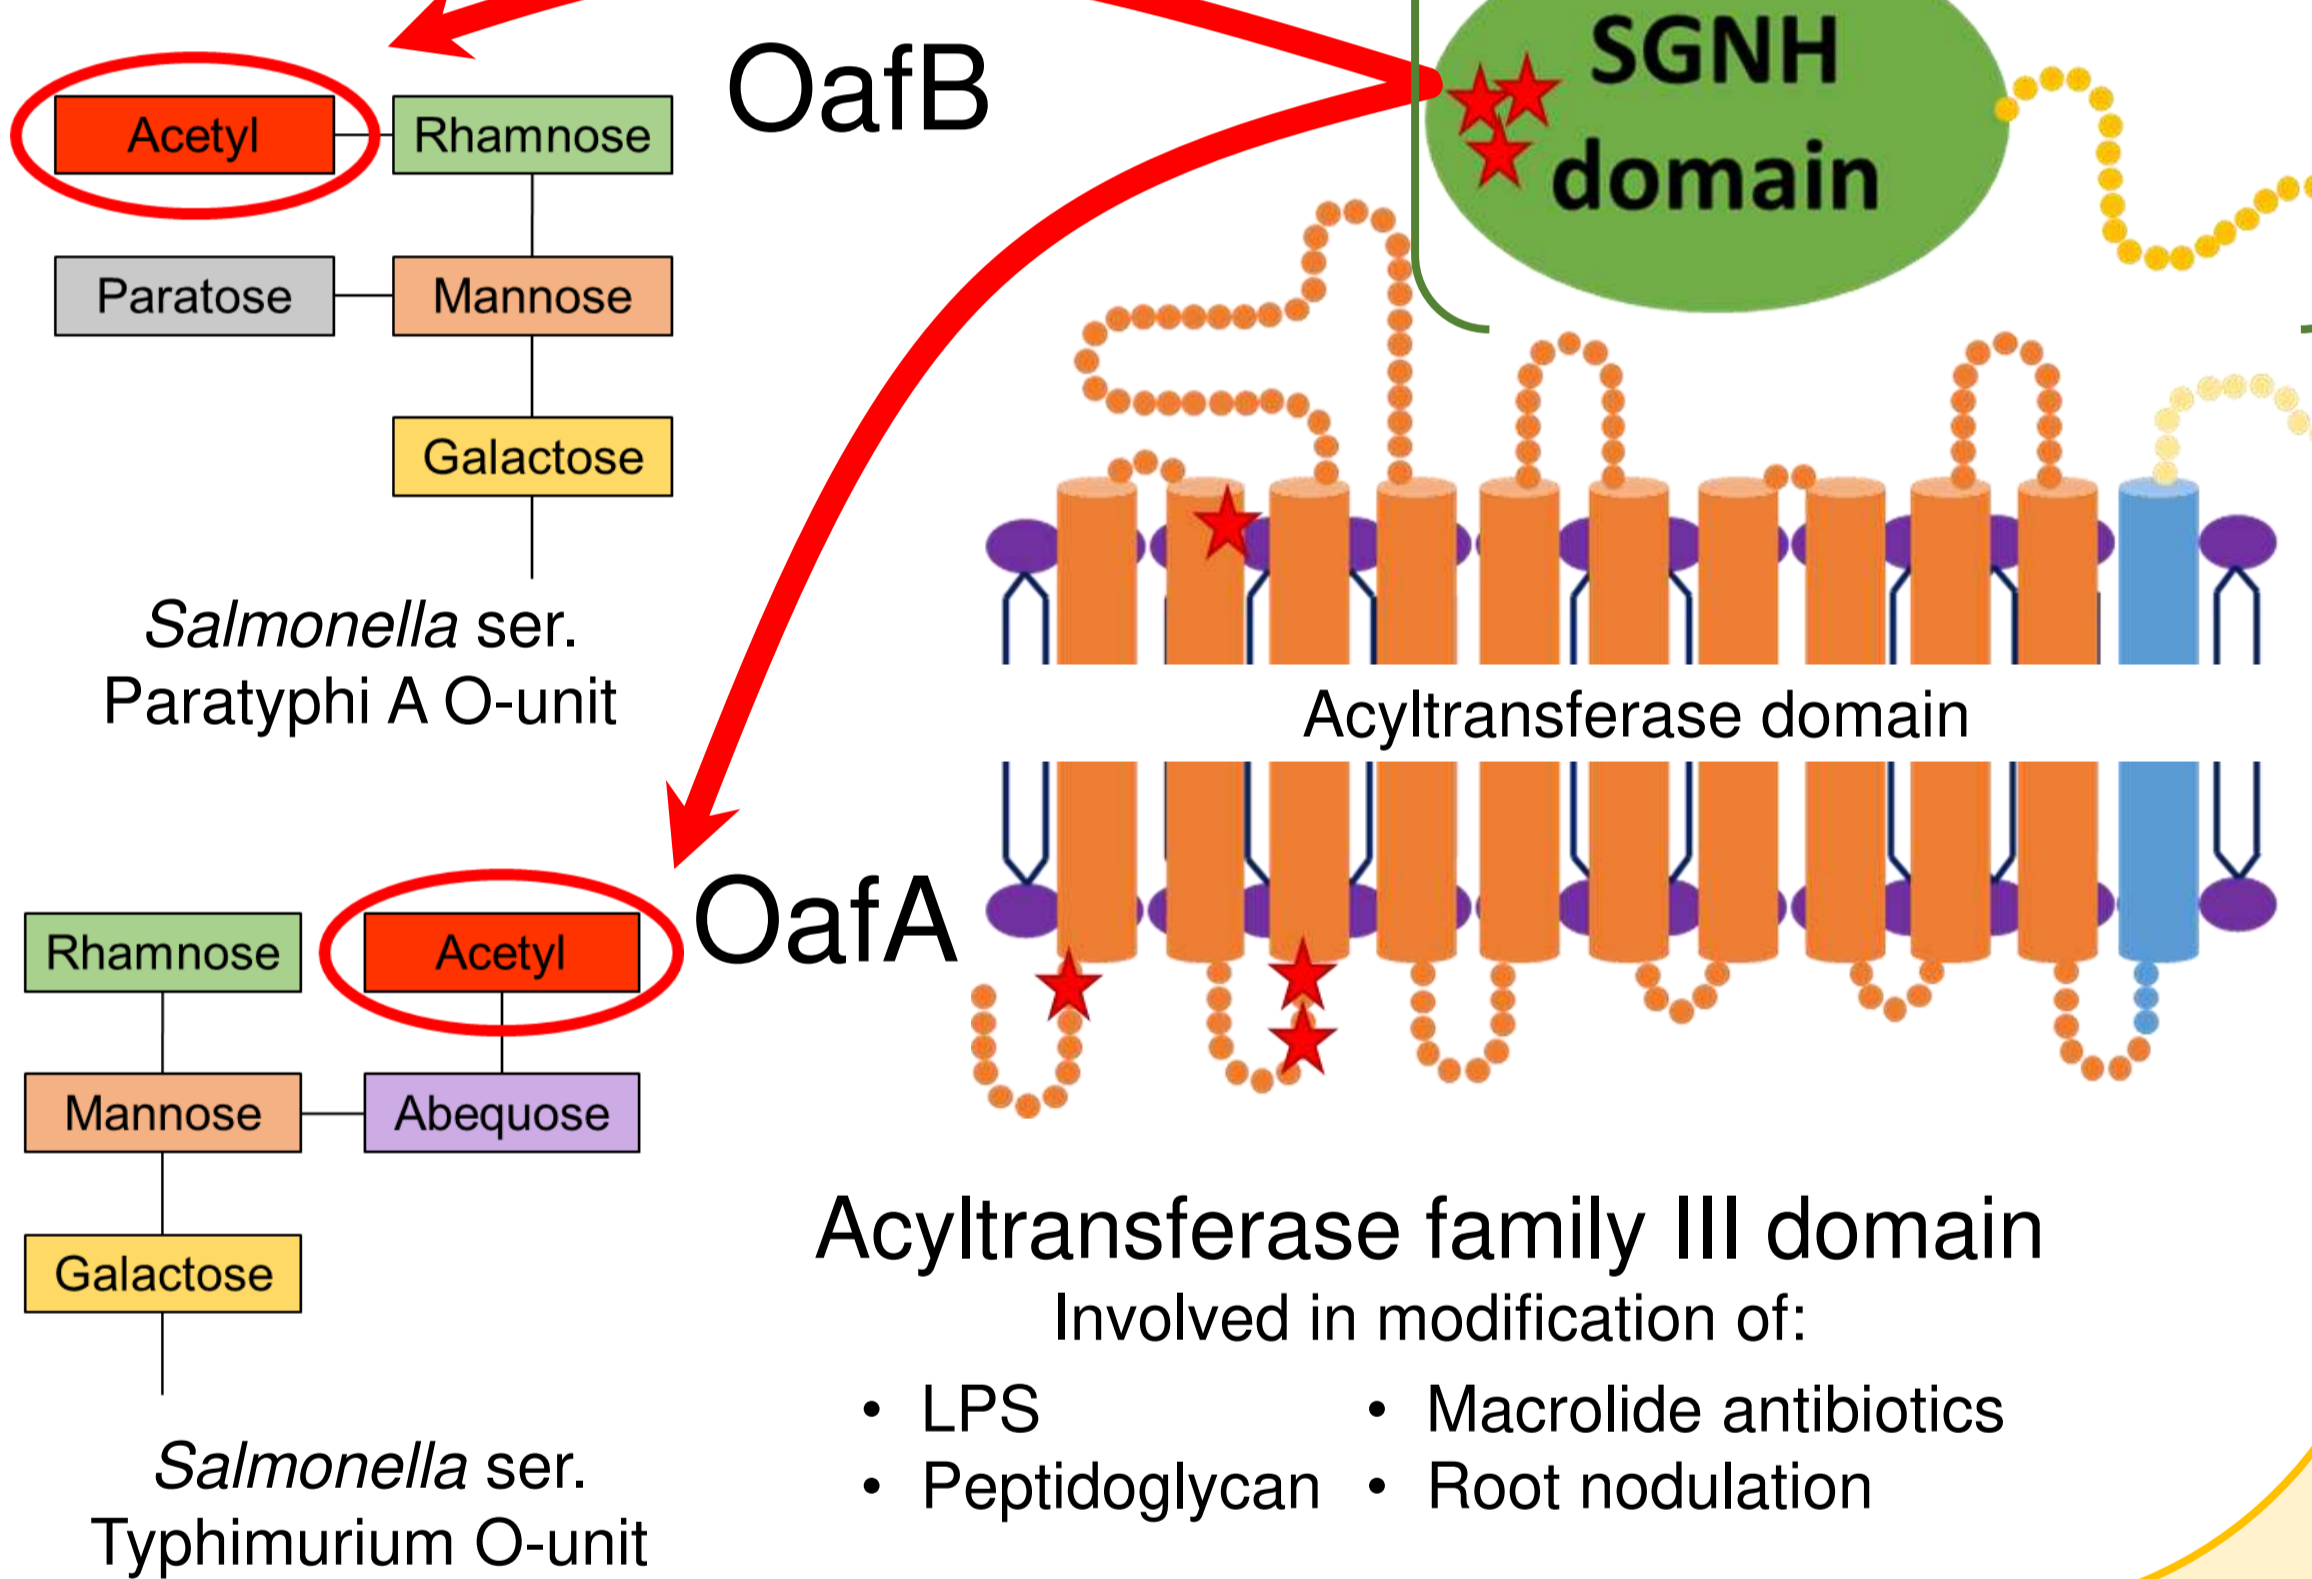 OafB
SGNH
domain
Acetyl
Rhamnose
Paratose
Mannose
Galactose
Salmonella ser.
Paratyphi A O-unit
Acyltransferase domain
OafA
Rhamnose
Acetyl
Mannose
Abequose
Galactose
Salmonella ser.
Typhimurium O-unit
Acyltransferase family III domain
Involved in modification of:
• LPS
• Peptidoglycan
• Macrolide antibiotics
• Root nodulation